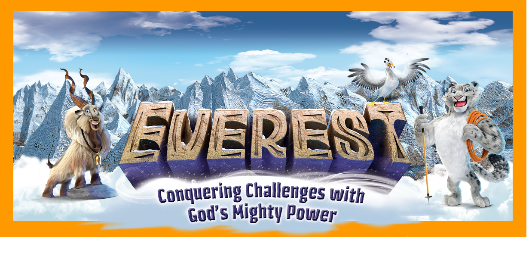 EVEREST
Conquering Challenges with
God's Mighty Power